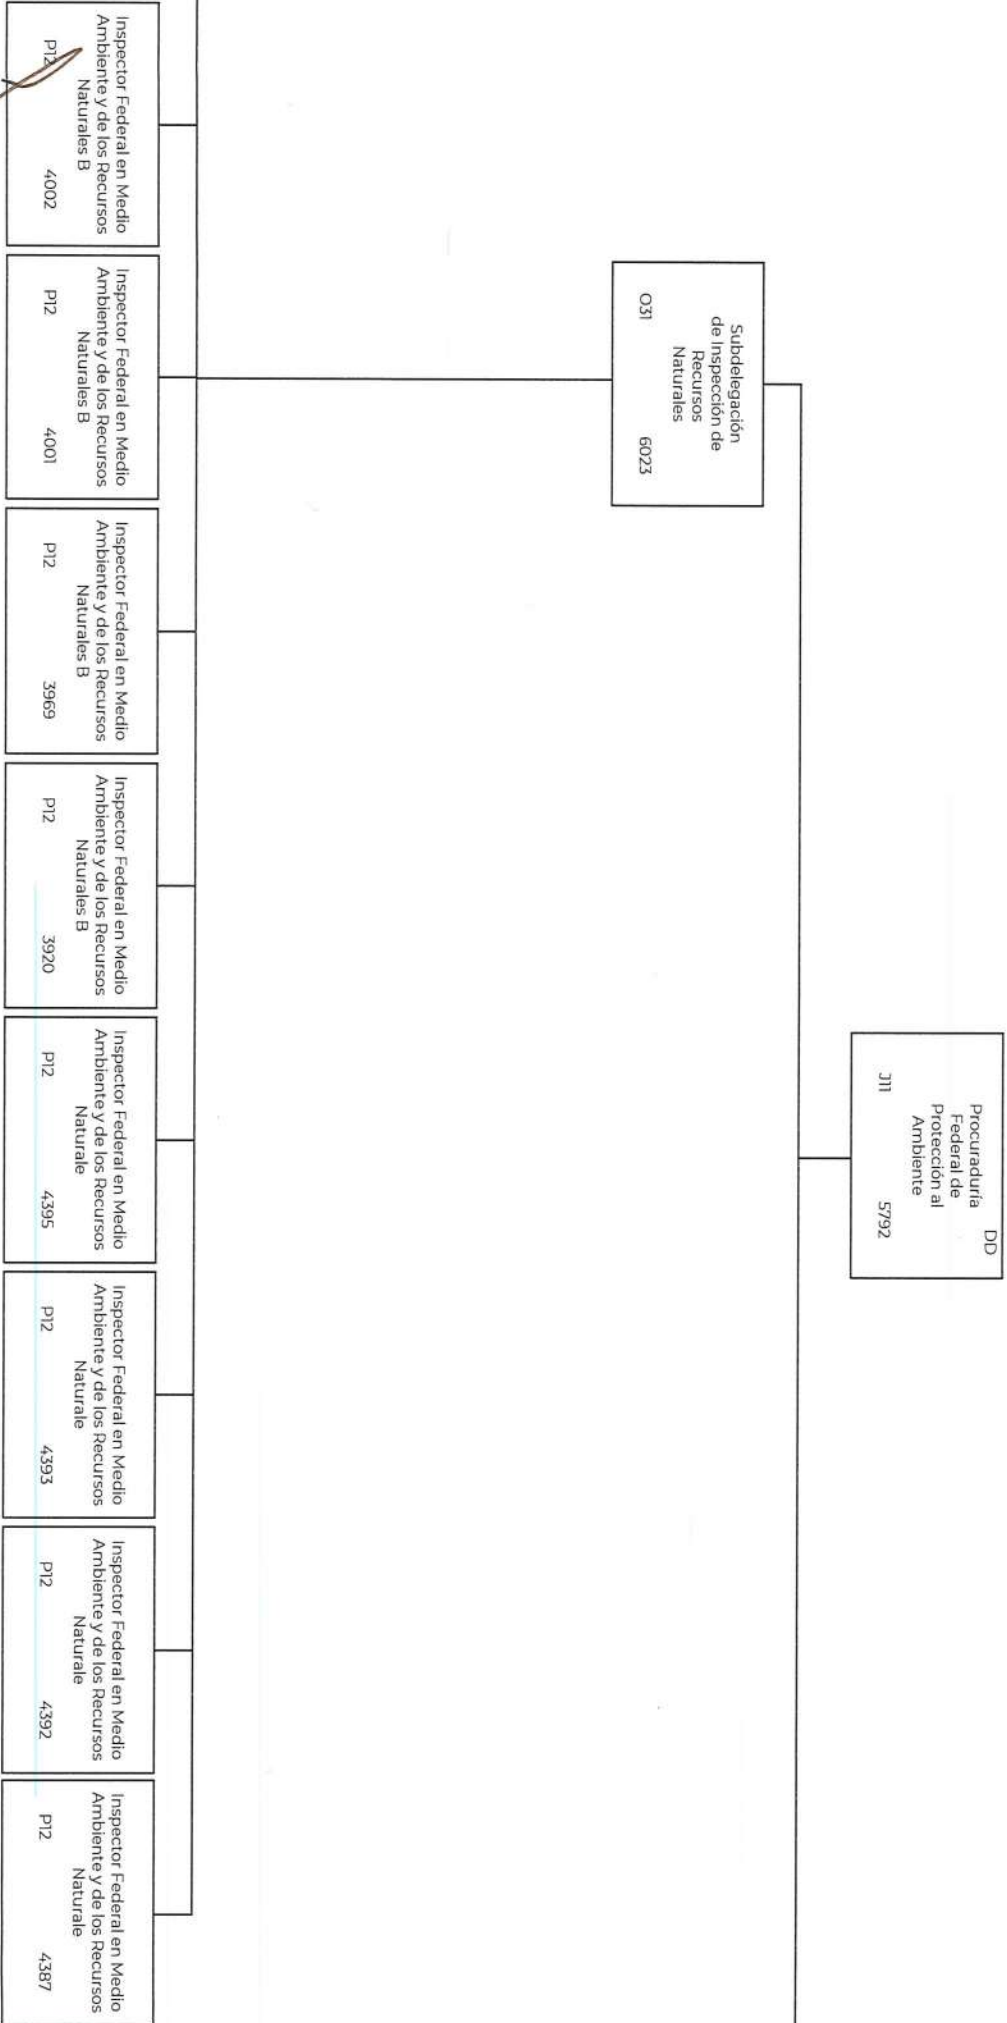 DD
Procuraduría
Federal de
Protección al
Ambiente
J11 5792
Subdelegación
de Inspección de
Recursos
Naturales
O31 6023
Inspector Federal en Medio
Ambiente y de los Recursos
Naturales B
P12 4002
Inspector Federal en Medio
Ambiente y de los Recursos
Naturales B
P12 4001
Inspector Federal en Medio
Ambiente y de los Recursos
Naturales B
P12 3969
Inspector Federal en Medio
Ambiente y de los Recursos
Naturales B
P12 3920
Inspector Federal en Medio
Ambiente y de los Recursos
Naturale
P12 4395
Inspector Federal en Medio
Ambiente y de los Recursos
Naturale
P12 4393
Inspector Federal en Medio
Ambiente y de los Recursos
Naturale
P12 4392
Inspector Federal en Medio
Ambiente y de los Recursos
Naturale
P12 4387